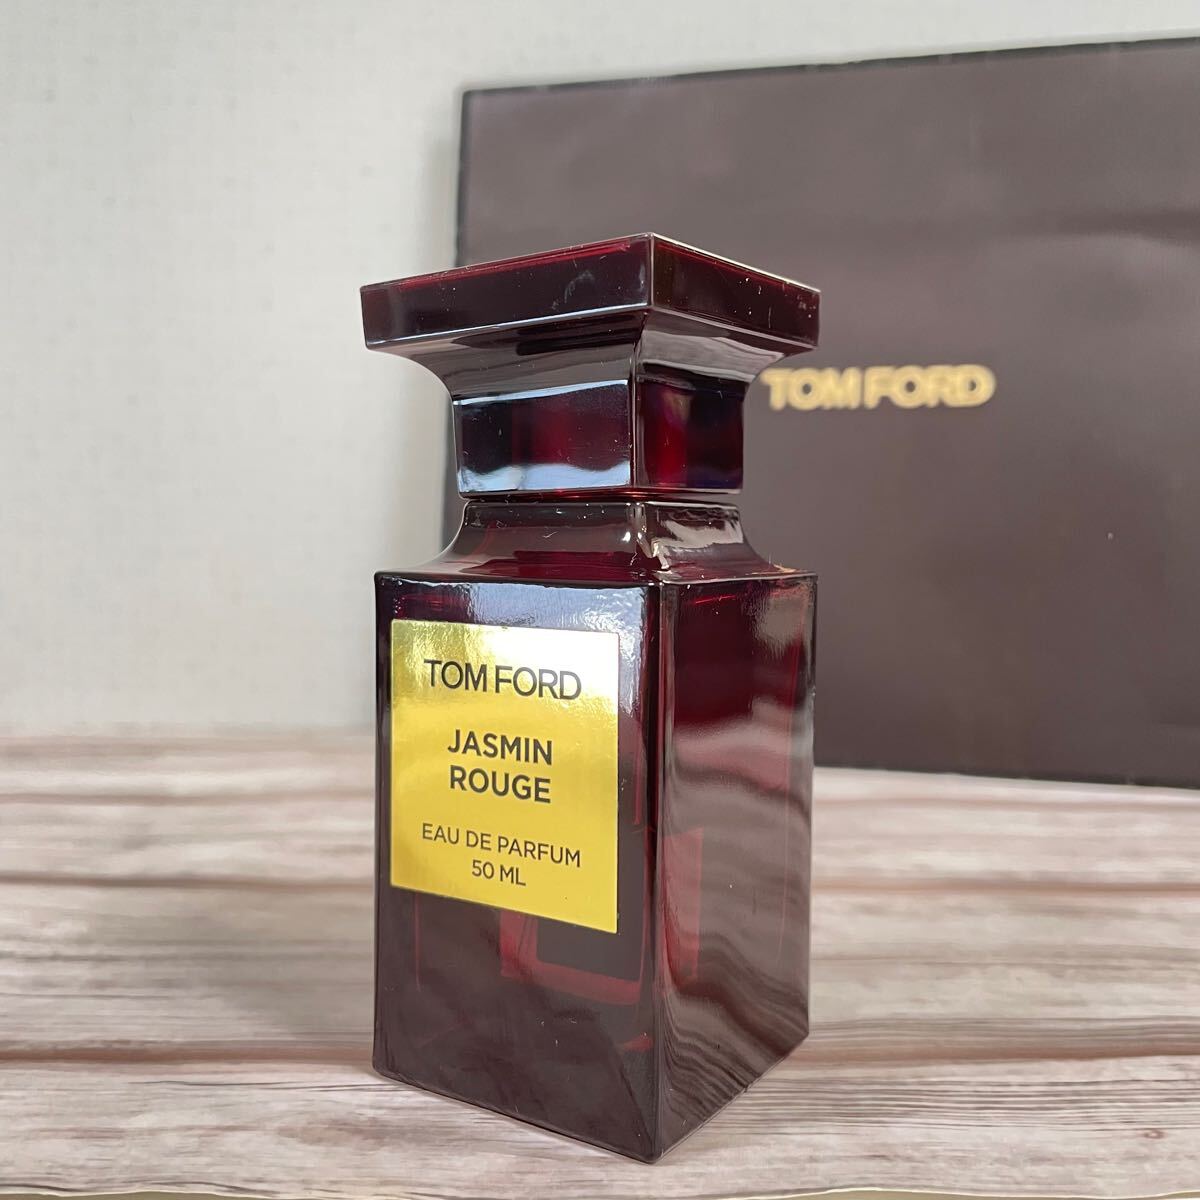 TOM FORD
TOM FORD
JASMIN
ROUGE
EAU DE PARFUM
50 ML